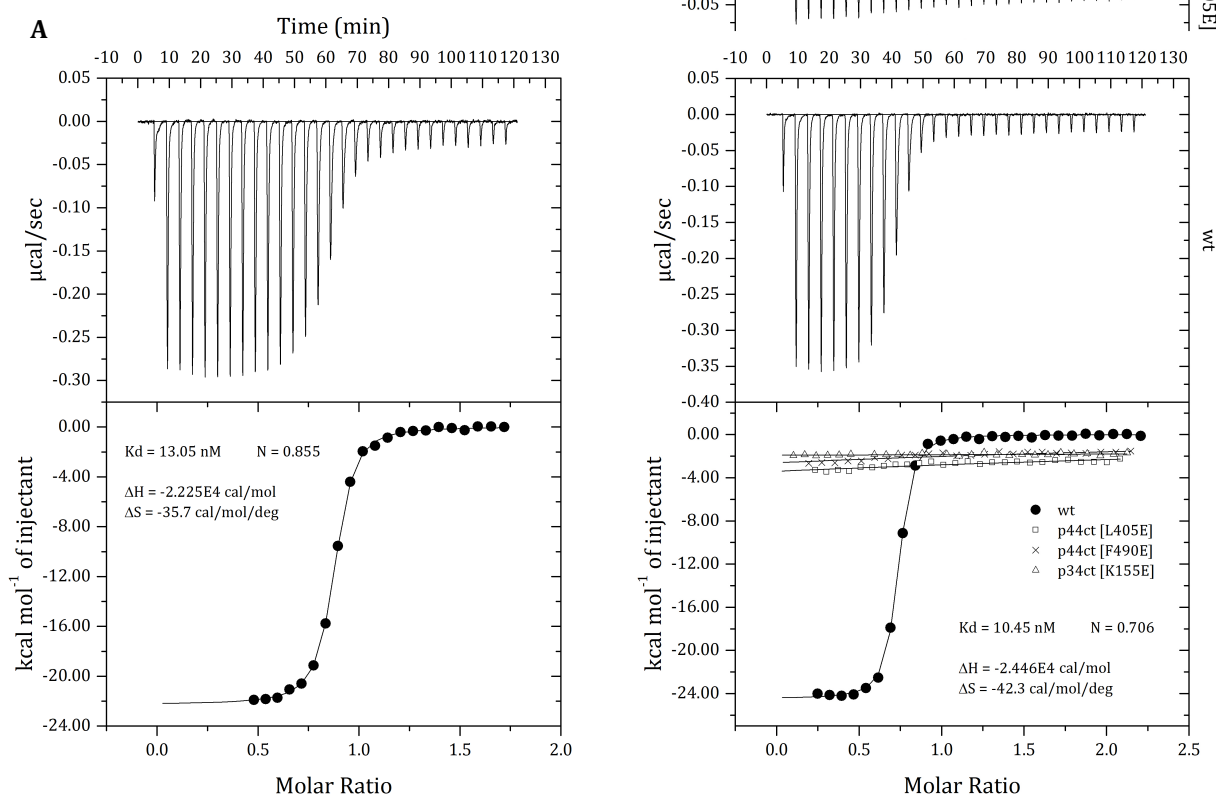 A
Time (min)
-10 0 10 20 30 40 50 60 70 80 90 100 110 120 130
0.05
0.00
-0.05
-0.10
-0.15
-0.20
-0.25
-0.30
µcal/sec
0.00
-4.00
-8.00
-12.00
-16.00
-20.00
-24.00
kcal mol⁻¹ of injectant
Kd = 13.05 nM N = 0.855
ΔH = -2.225E4 cal/mol
ΔS = -35.7 cal/mol/deg
0.0 0.5 1.0 1.5 2.0
Molar Ratio
-0.05
05E]
-10 0 10 20 30 40 50 60 70 80 90 100 110 120 130
0.05
0.00
-0.05
-0.10
-0.15
-0.20
-0.25
-0.30
-0.35
-0.40
µcal/sec
wt
0.00
-4.00
-8.00
-12.00
-16.00
-20.00
-24.00
kcal mol⁻¹ of injectant
wt
p44ct [L405E]
p44ct [F490E]
p34ct [K155E]
Kd = 10.45 nM N = 0.706
ΔH = -2.446E4 cal/mol
ΔS = -42.3 cal/mol/deg
0.0 0.5 1.0 1.5 2.0 2.5
Molar Ratio